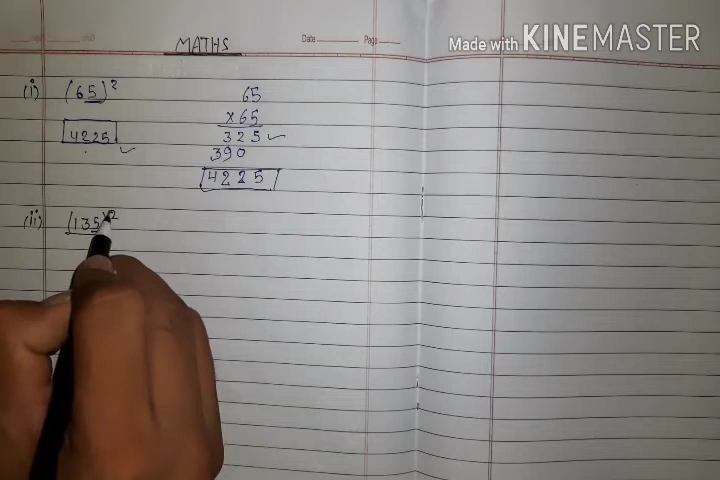 MATHS
Date
Page
Made with KINEMASTER
(i) (65)²
4225
65
×65
325
390
4225
(ii) (135)²